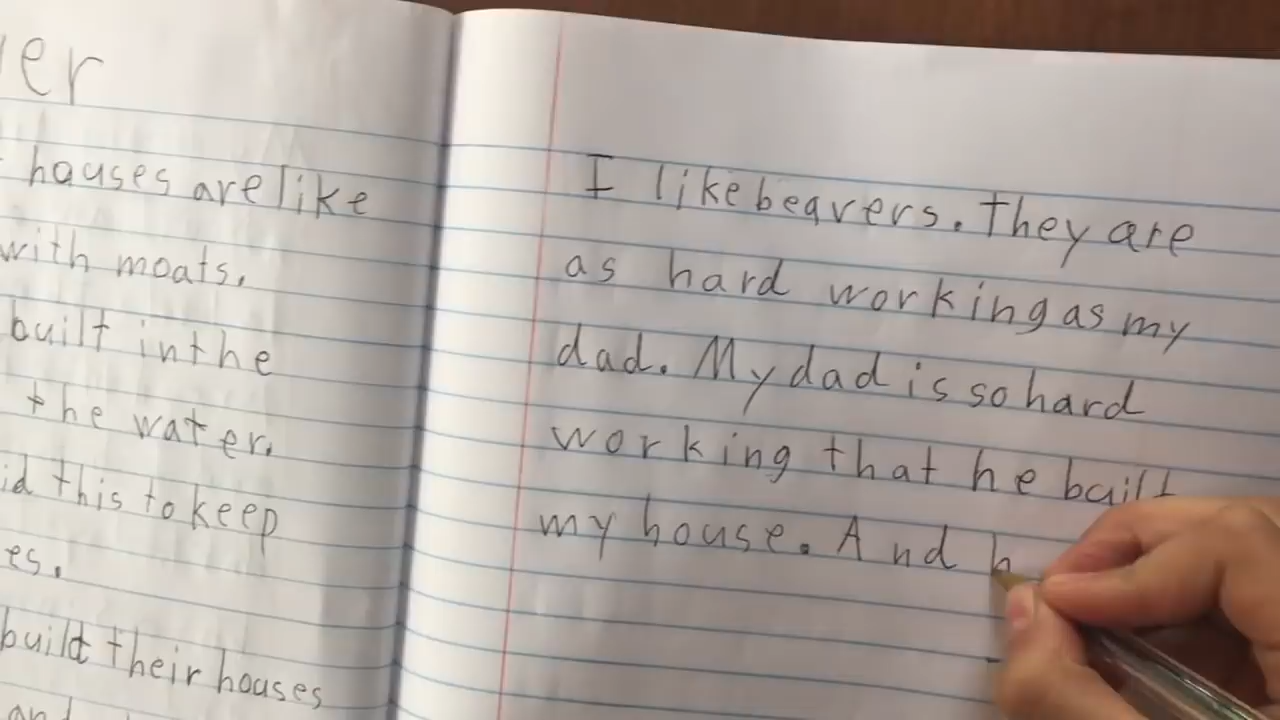 er
houses are like
with moats.
built in the
the water.
id this to keep
es.
build their houses
and
I like beavers. They are
as hard working as my
dad. My dad is so hard
working that he built
my house. And h